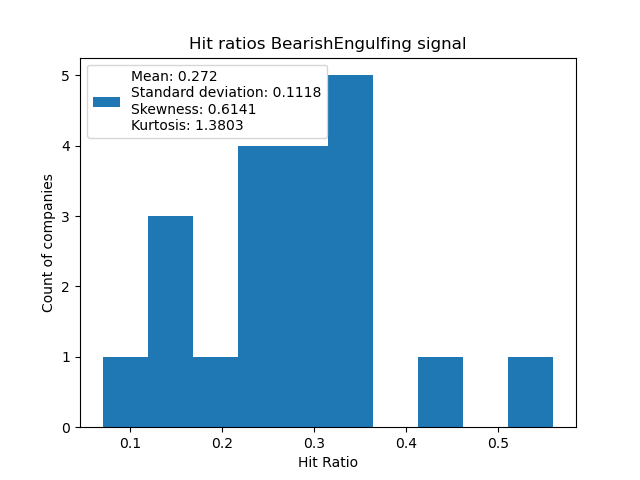 Hit ratios BearishEngulfing signal
Mean: 0.272
Standard deviation: 0.1118
Skewness: 0.6141
Kurtosis: 1.3803
5
4
3
2
1
0
Count of companies
0.1 0.2 0.3 0.4 0.5
Hit Ratio